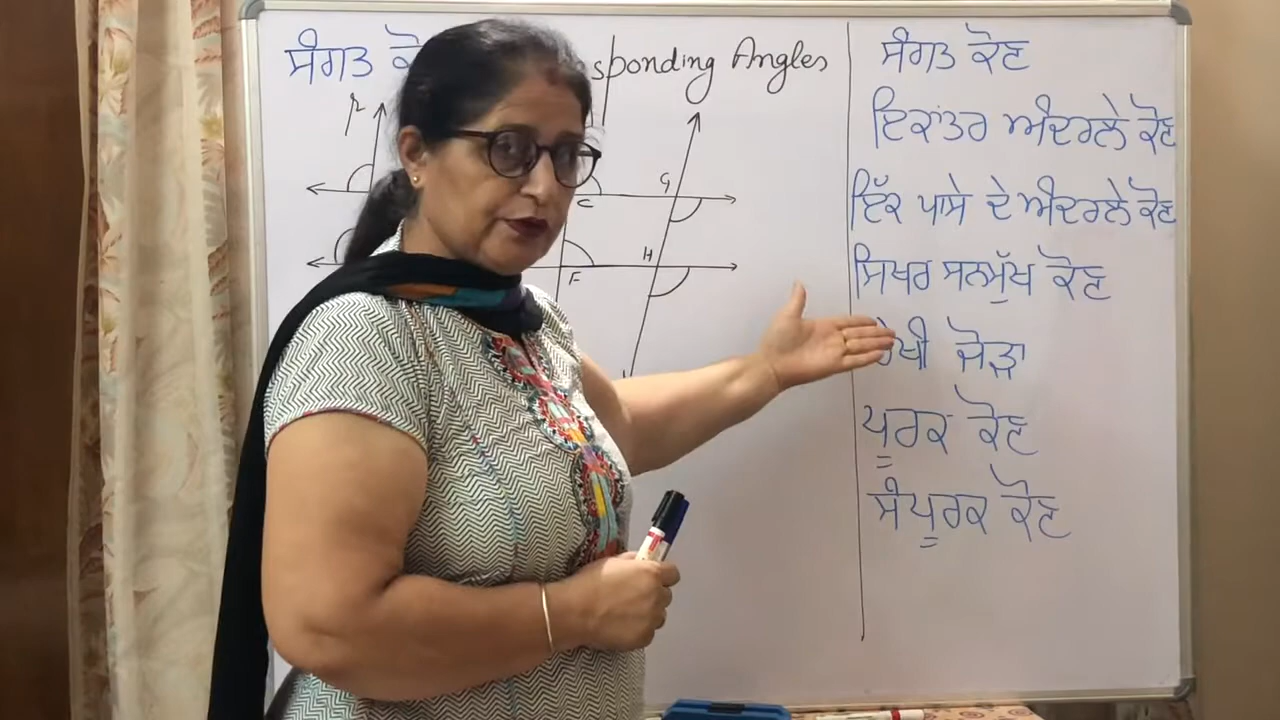 ਸੰਗਤ
sponding Angles
G
C
H
F
ਸੰਗਤ ਕੋਣ
ਇਕਾਂਤਰ ਅੰਦਰਲੇ ਕੋਣ
ਇੱਕ ਪਾਸੇ ਦੇ ਅੰਦਰਲੇ ਕੋਣ
ਸਿਖਰ ਸਨਮੁੱਖ ਕੋਣ
ਜੋੜਾ
ਪੂਰਕ ਕੋਣ
ਸੰਪੂਰਕ ਕੋਣ